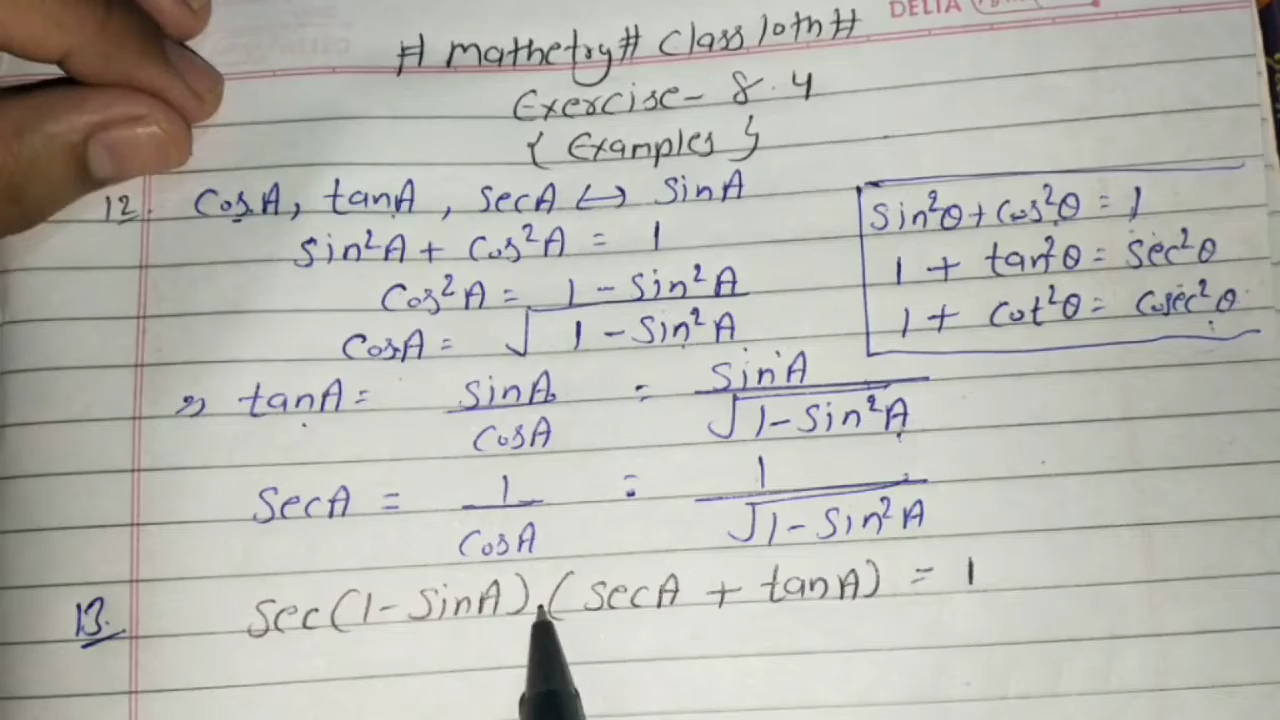 DELTA
# Mathetry # Class 10th #
Exercise - 8.4
{ Examples }
12. CosA, tanA, SecA ↔ SinA
Sin²A + Cos²A = 1
Cos²A = 1 - Sin²A
CosA = √1 - Sin²A
⇒ tanA = SinA / CosA = SinA / √1 - Sin²A
SecA = 1 / CosA = 1 / √1 - Sin²A
Sin²θ + Cos²θ = 1
1 + tan²θ = Sec²θ
1 + Cot²θ = Cosec²θ
13. Sec(1 - SinA).(SecA + tanA) = 1